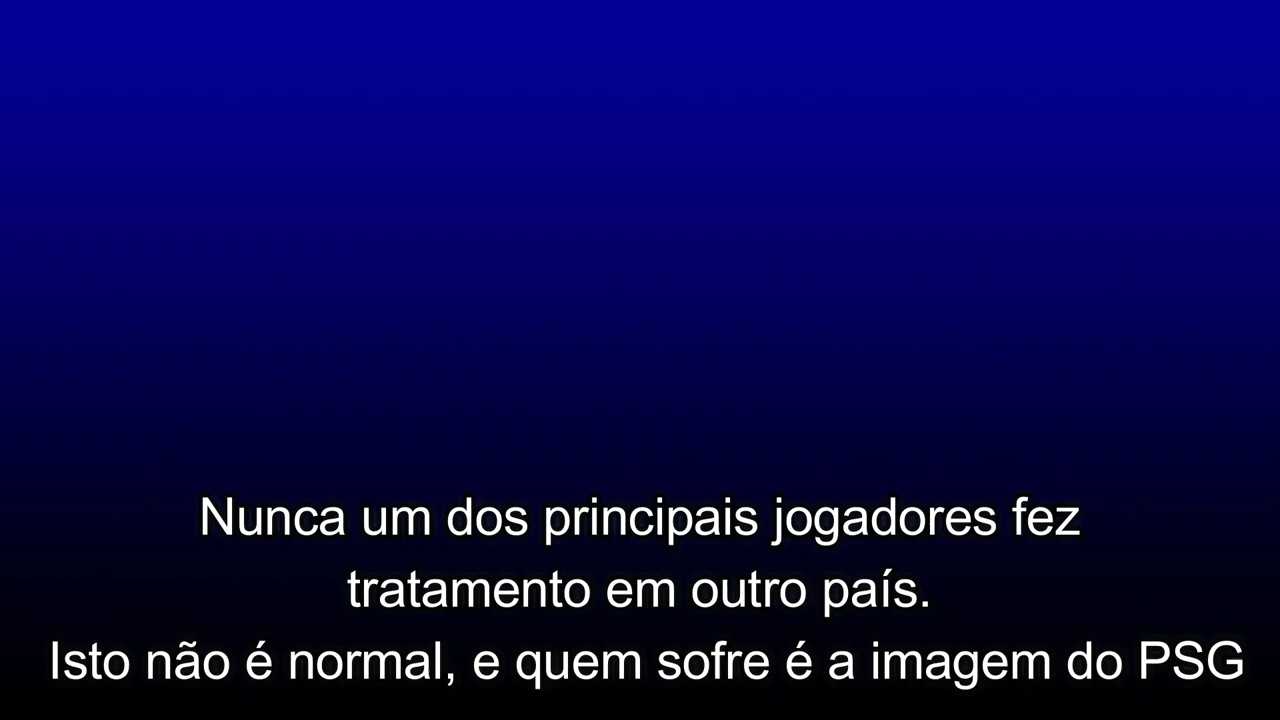 Nunca um dos principais jogadores fez
tratamento em outro país.
Isto não é normal, e quem sofre é a imagem do PSG